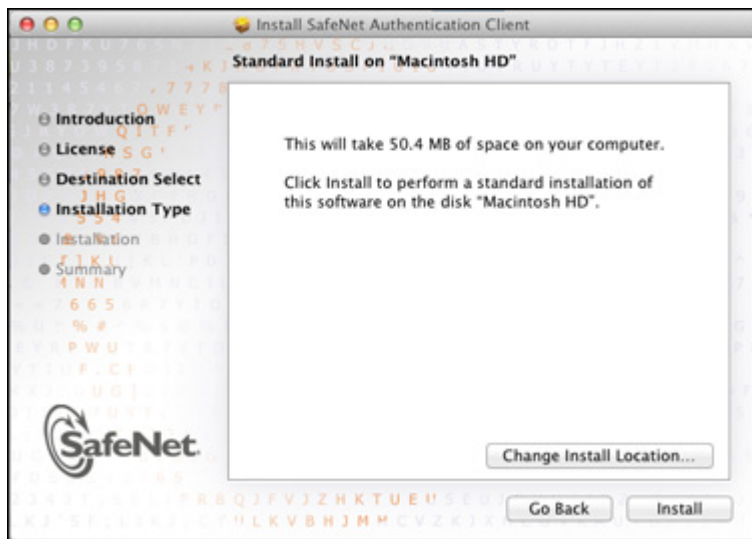 Install SafeNet Authentication Client
Standard Install on "Macintosh HD"
Introduction
License
Destination Select
Installation Type
Installation
Summary
This will take 50.4 MB of space on your computer.
Click Install to perform a standard installation of
this software on the disk "Macintosh HD".
SafeNet
Change Install Location...
Go Back
Install